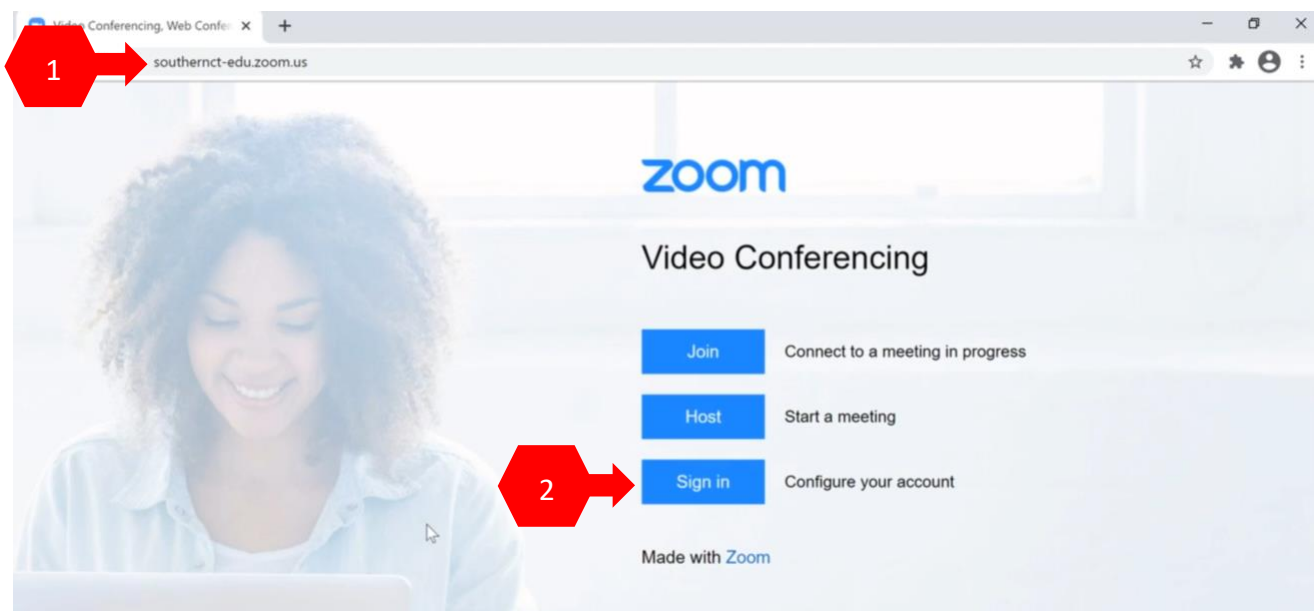 Video Conferencing, Web Confer
1
southernct-edu.zoom.us
zoom
Video Conferencing
Join Connect to a meeting in progress
Host Start a meeting
2
Sign in Configure your account
Made with Zoom